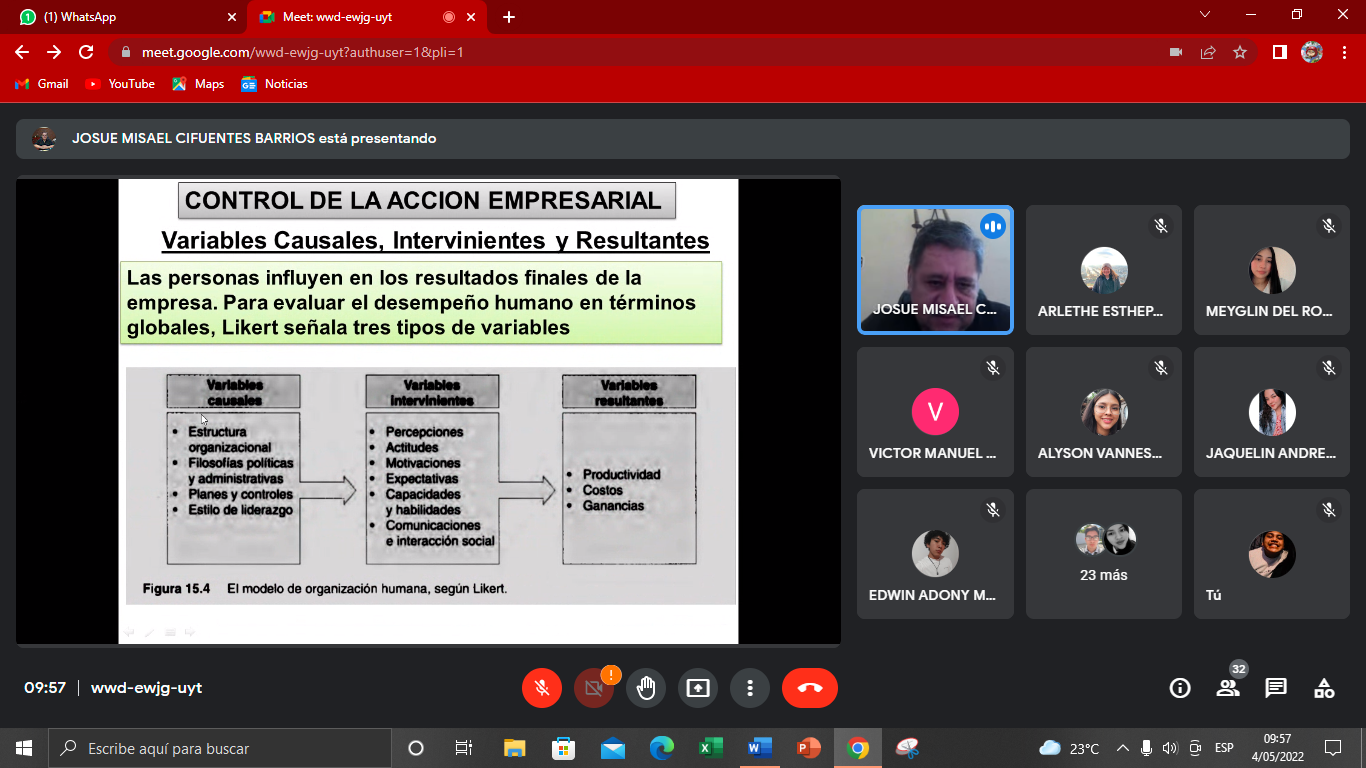 (1) WhatsApp
Meet: wwd-ewjg-uyt
meet.google.com/wwd-ewjg-uyt?authuser=1&pli=1
Gmail
YouTube
Maps
Noticias
JOSUE MISAEL CIFUENTES BARRIOS está presentando
CONTROL DE LA ACCION EMPRESARIAL
Variables Causales, Intervinientes y Resultantes
Las personas influyen en los resultados finales de la
empresa. Para evaluar el desempeño humano en términos
globales, Likert señala tres tipos de variables
Variables
causales
• Estructura
organizacional
• Filosofías políticas
y administrativas
• Planes y controles
• Estilo de liderazgo
Variables
intervinientes
• Percepciones
• Actitudes
• Motivaciones
• Expectativas
• Capacidades
y habilidades
• Comunicaciones
e interacción social
Variables
resultantes
• Productividad
• Costos
• Ganancias
Figura 15.4 El modelo de organización humana, según Likert.
JOSUE MISAEL C...
ARLETHE ESTHEP...
MEYGLIN DEL RO...
V
VICTOR MANUEL ...
ALYSON VANNES...
JAQUELIN ANDRE...
EDWIN ADONY M...
23 más
Tú
09:57 | wwd-ewjg-uyt
!
32
Escribe aquí para buscar
23°C
ESP
09:57
4/05/2022